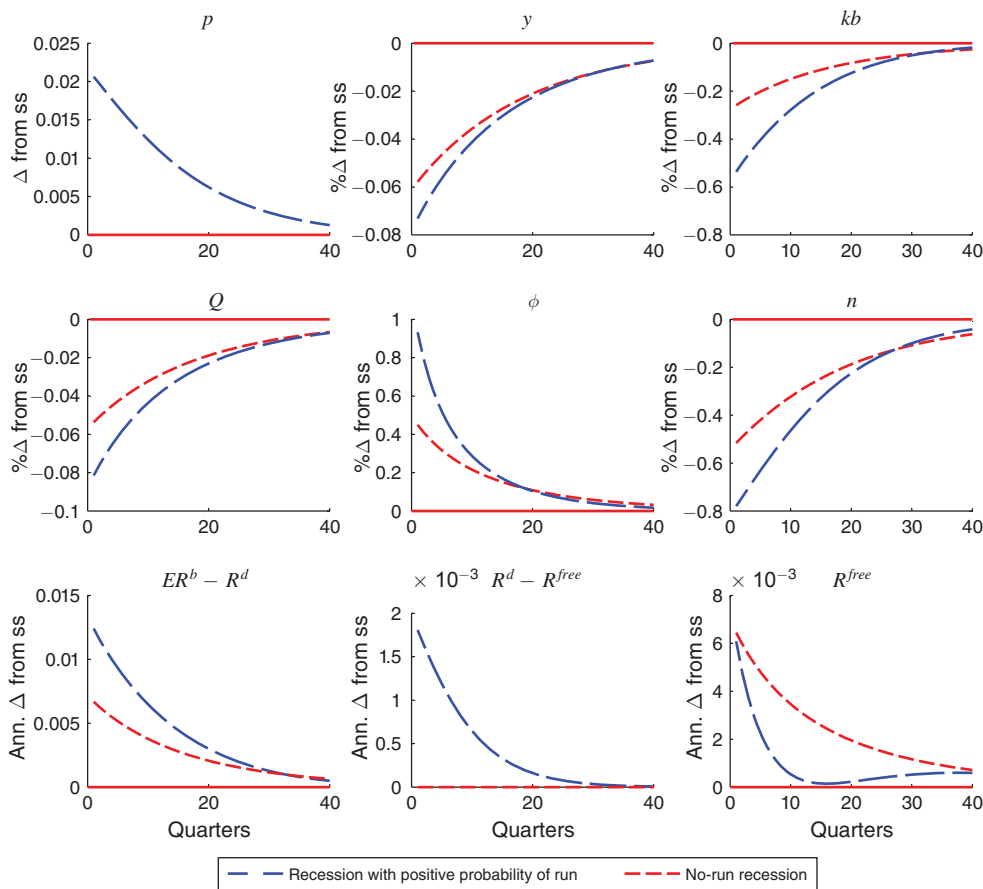 p
y
kb
Δ from ss
0.025
0.02
0.015
0.01
0.005
0
0 20 40
%Δ from ss
0
−0.02
−0.04
−0.06
−0.08
0 20 40
%Δ from ss
0
−0.2
−0.4
−0.6
−0.8
0 10 20 30 40
Q
ϕ
n
%Δ from ss
0
−0.02
−0.04
−0.06
−0.08
−0.1
0 20 40
%Δ from ss
1
0.8
0.6
0.4
0.2
0
0 20 40
%Δ from ss
0
−0.2
−0.4
−0.6
−0.8
0 10 20 30 40
ER^b − R^d
× 10^−3 R^d − R^free
× 10^−3 R^free
Ann. Δ from ss
0.015
0.01
0.005
0
0 20 40
Quarters
Ann. Δ from ss
2
1.5
1
0.5
0
0 20 40
Quarters
Ann. Δ from ss
8
6
4
2
0
0 10 20 30 40
Quarters
Recession with positive probability of run No-run recession